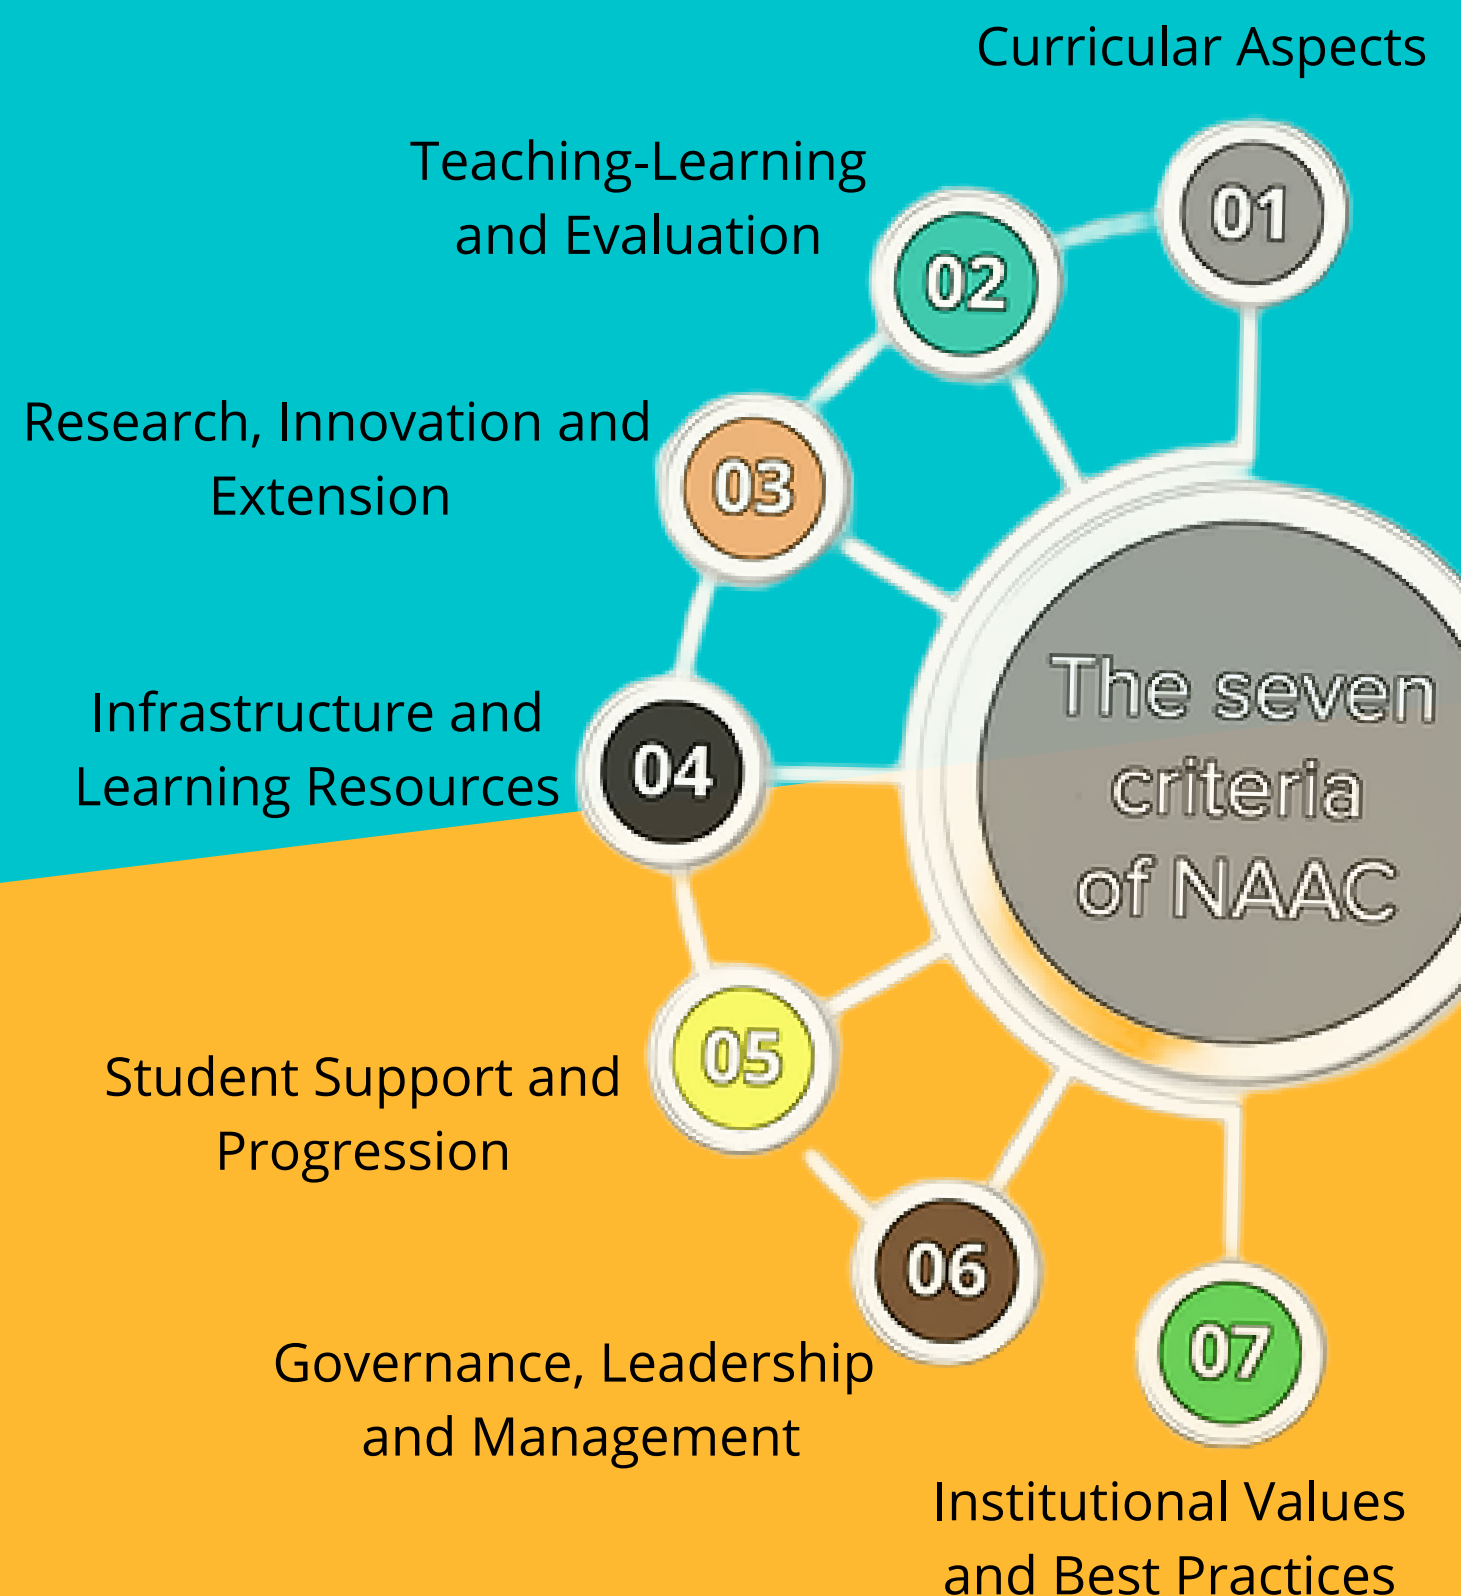 Curricular Aspects
01
Teaching-Learning
and Evaluation
02
Research, Innovation and
Extension
03
Infrastructure and
Learning Resources
04
The seven
criteria
of NAAC
Student Support and
Progression
05
Governance, Leadership
and Management
06
07
Institutional Values
and Best Practices